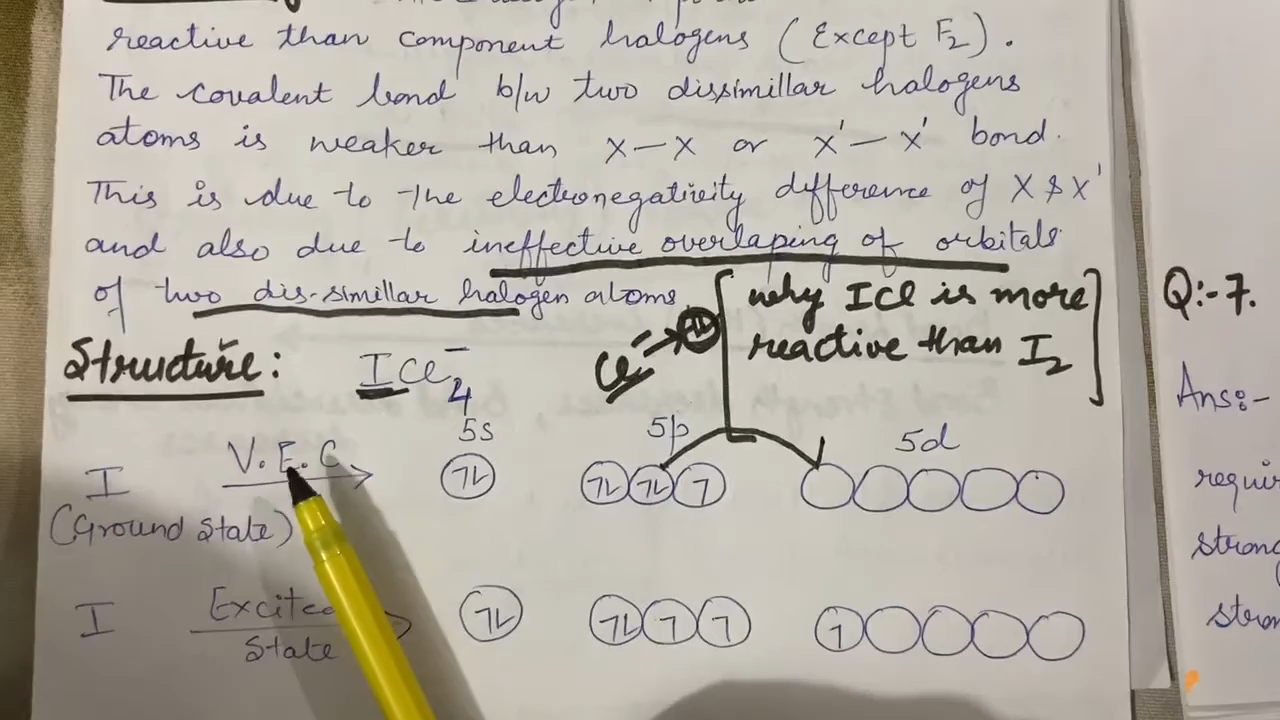 reactive than component halogens (Except F₂).
The covalent bond b/w two dissimillar halogens
atoms is weaker than X—X or X'—X' bond.
This is due to the electronegativity difference of X & X'
and also due to ineffective overlaping of orbitals
of two dis-simillar halogen atoms.
[why ICl is more
reactive than I₂]
Cl⁻
Structure: ICl₄⁻
5s 5p 5d
I V.E.C
(Ground State)
I Excited
State
Q:-7.
Ans:-